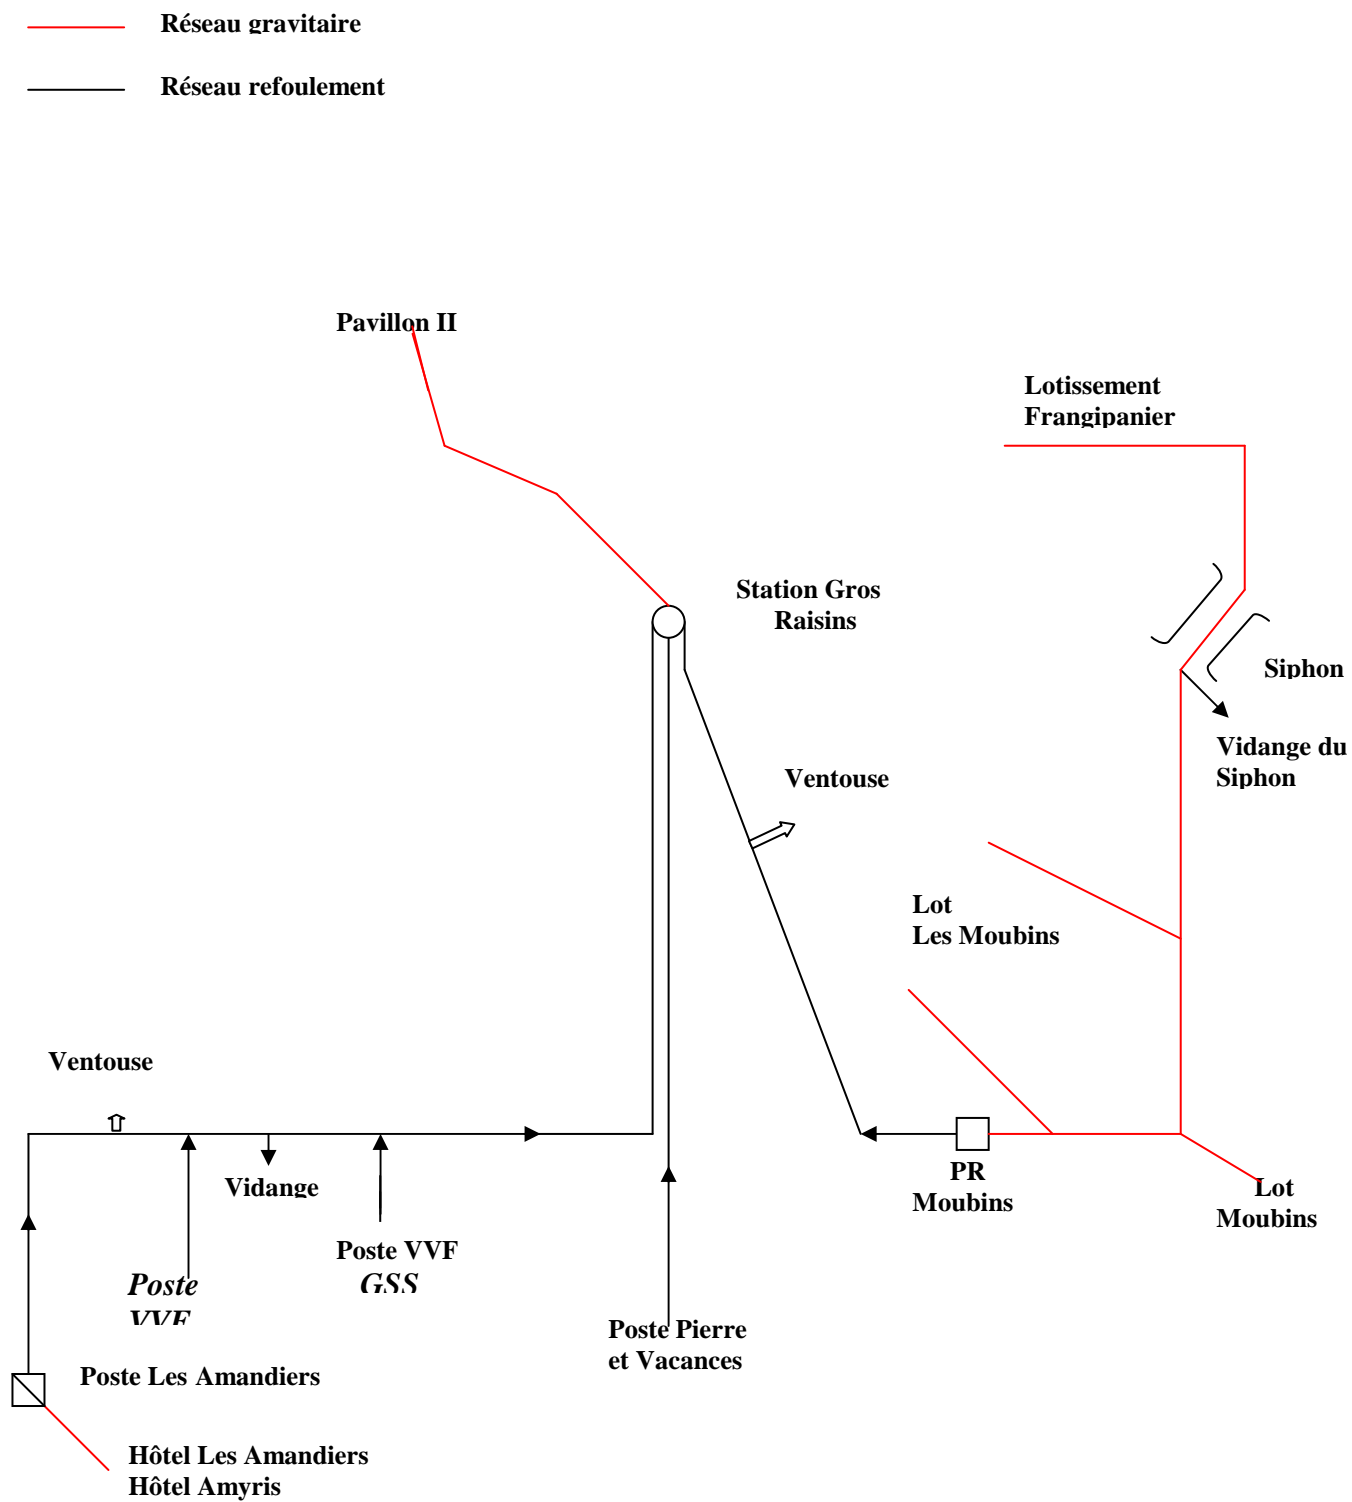 Réseau gravitaire
Réseau refoulement
Pavillon II
Lotissement
Frangipanier
Station Gros
Raisins
Siphon
Vidange du
Siphon
Ventouse
Lot
Les Moubins
Ventouse
Vidange
PR
Moubins
Lot
Moubins
Poste VVF
GSS
Poste
VVF
Poste Pierre
et Vacances
Poste Les Amandiers
Hôtel Les Amandiers
Hôtel Amyris